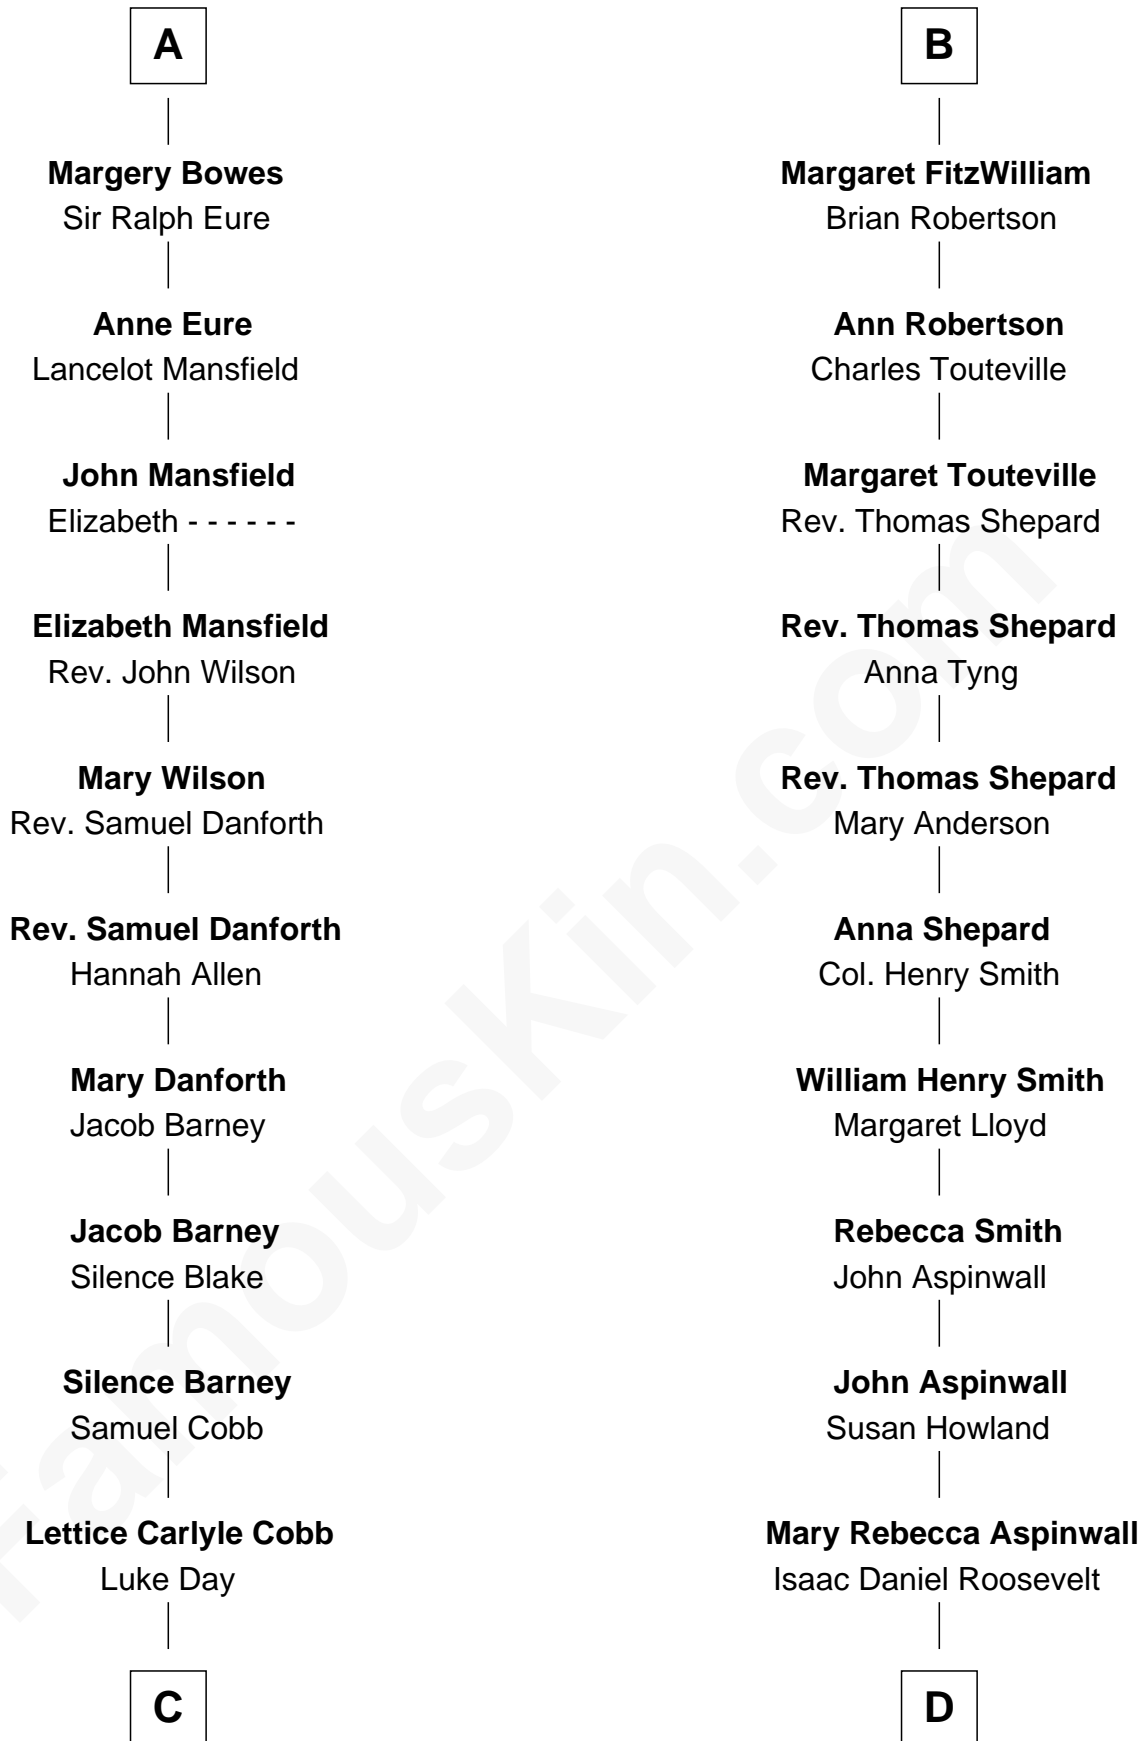 A
Margery Bowes
Sir Ralph Eure
Anne Eure
Lancelot Mansfield
John Mansfield
Elizabeth - - - - - -
Elizabeth Mansfield
Rev. John Wilson
Mary Wilson
Rev. Samuel Danforth
Rev. Samuel Danforth
Hannah Allen
Mary Danforth
Jacob Barney
Jacob Barney
Silence Blake
Silence Barney
Samuel Cobb
Lettice Carlyle Cobb
Luke Day
C
B
Margaret FitzWilliam
Brian Robertson
Ann Robertson
Charles Touteville
Margaret Touteville
Rev. Thomas Shepard
Rev. Thomas Shepard
Anna Tyng
Rev. Thomas Shepard
Mary Anderson
Anna Shepard
Col. Henry Smith
William Henry Smith
Margaret Lloyd
Rebecca Smith
John Aspinwall
John Aspinwall
Susan Howland
Mary Rebecca Aspinwall
Isaac Daniel Roosevelt
D
FamousKin.com